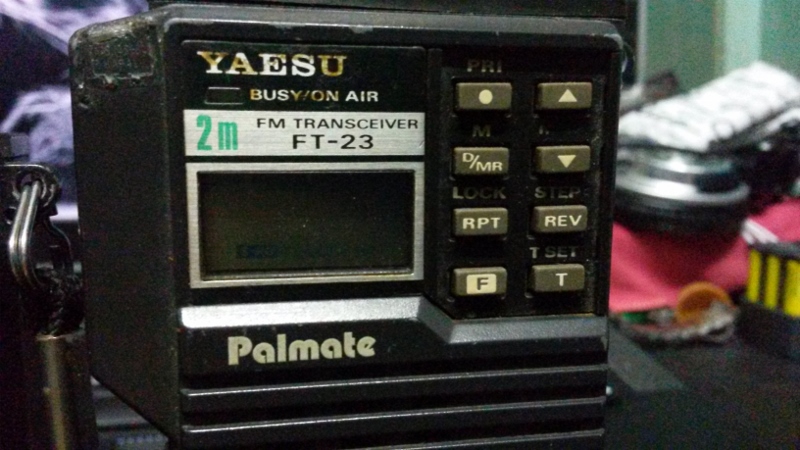 YAESU
BUSY/ON AIR
2m FM TRANSCEIVER
FT-23
PRI
M
D/MR
LOCK STEP
RPT REV
T SET
F T
Palmate